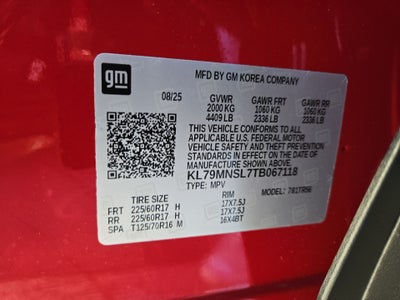 gm
MFD BY GM KOREA COMPANY
08/25 GVWR GAWR FRT GAWR RR
2000 KG 1060 KG 1060 KG
4409 LB 2336 LB 2336 LB
THIS VEHICLE CONFORMS TO ALL
APPLICABLE U.S. FEDERAL MOTOR
VEHICLE SAFETY AND THEFT
PREVENTION STANDARDS IN EFFECT ON
THE DATE OF MANUFACTURE SHOWN ABOVE
KL79MNSL7TB067118
TYPE: MPV MODEL:
TIRE SIZE RIM
FRT 225/60R17 H 17X7.5J
RR 225/60R17 H 17X7.5J
SPA T125/70R16 M 16X4BT